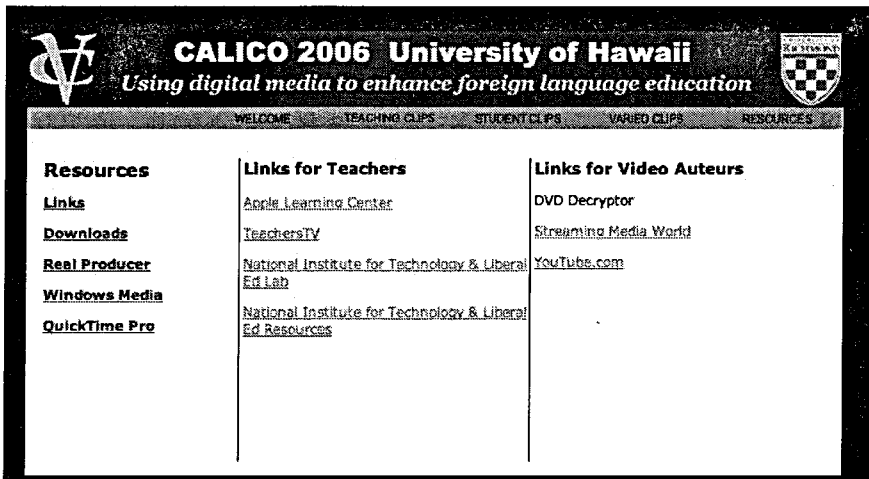 CALICO 2006 University of Hawaii
Using digital media to enhance foreign language education
RICHMOND
WELCOME TEACHING CLIPS STUDENT CLIPS VARIED CLIPS RESOURCES
Resources
Links
Downloads
Real Producer
Windows Media
QuickTime Pro
Links for Teachers
Apple Learning Center
TeachersTV
National Institute for Technology & Liberal
Ed Lab
National Institute for Technology & Liberal
Ed Resources
Links for Video Auteurs
DVD Decryptor
Streaming Media World
YouTube.com